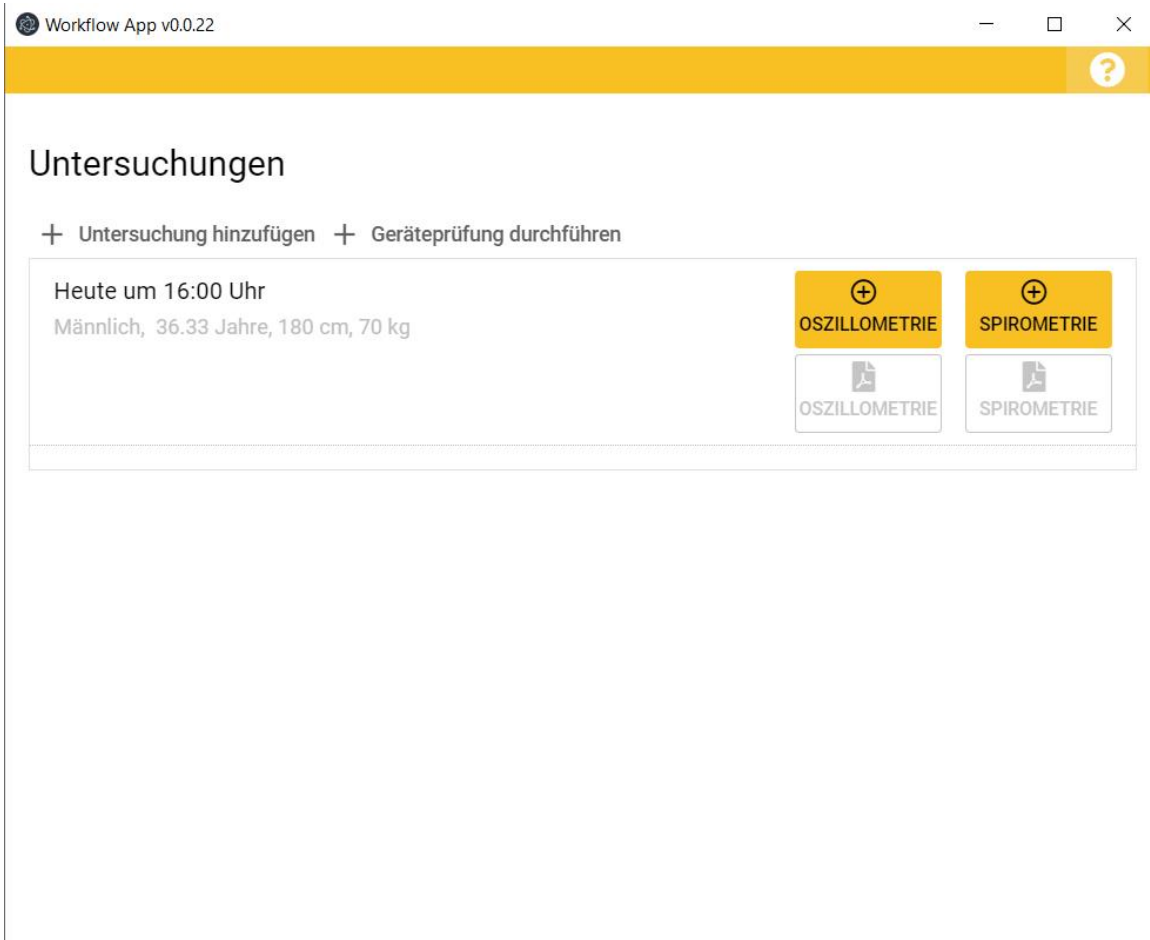 Workflow App v0.0.22
?
Untersuchungen
+ Untersuchung hinzufügen + Geräteprüfung durchführen
Heute um 16:00 Uhr
Männlich, 36.33 Jahre, 180 cm, 70 kg
OSZILLOMETRIE SPIROMETRIE
OSZILLOMETRIE SPIROMETRIE